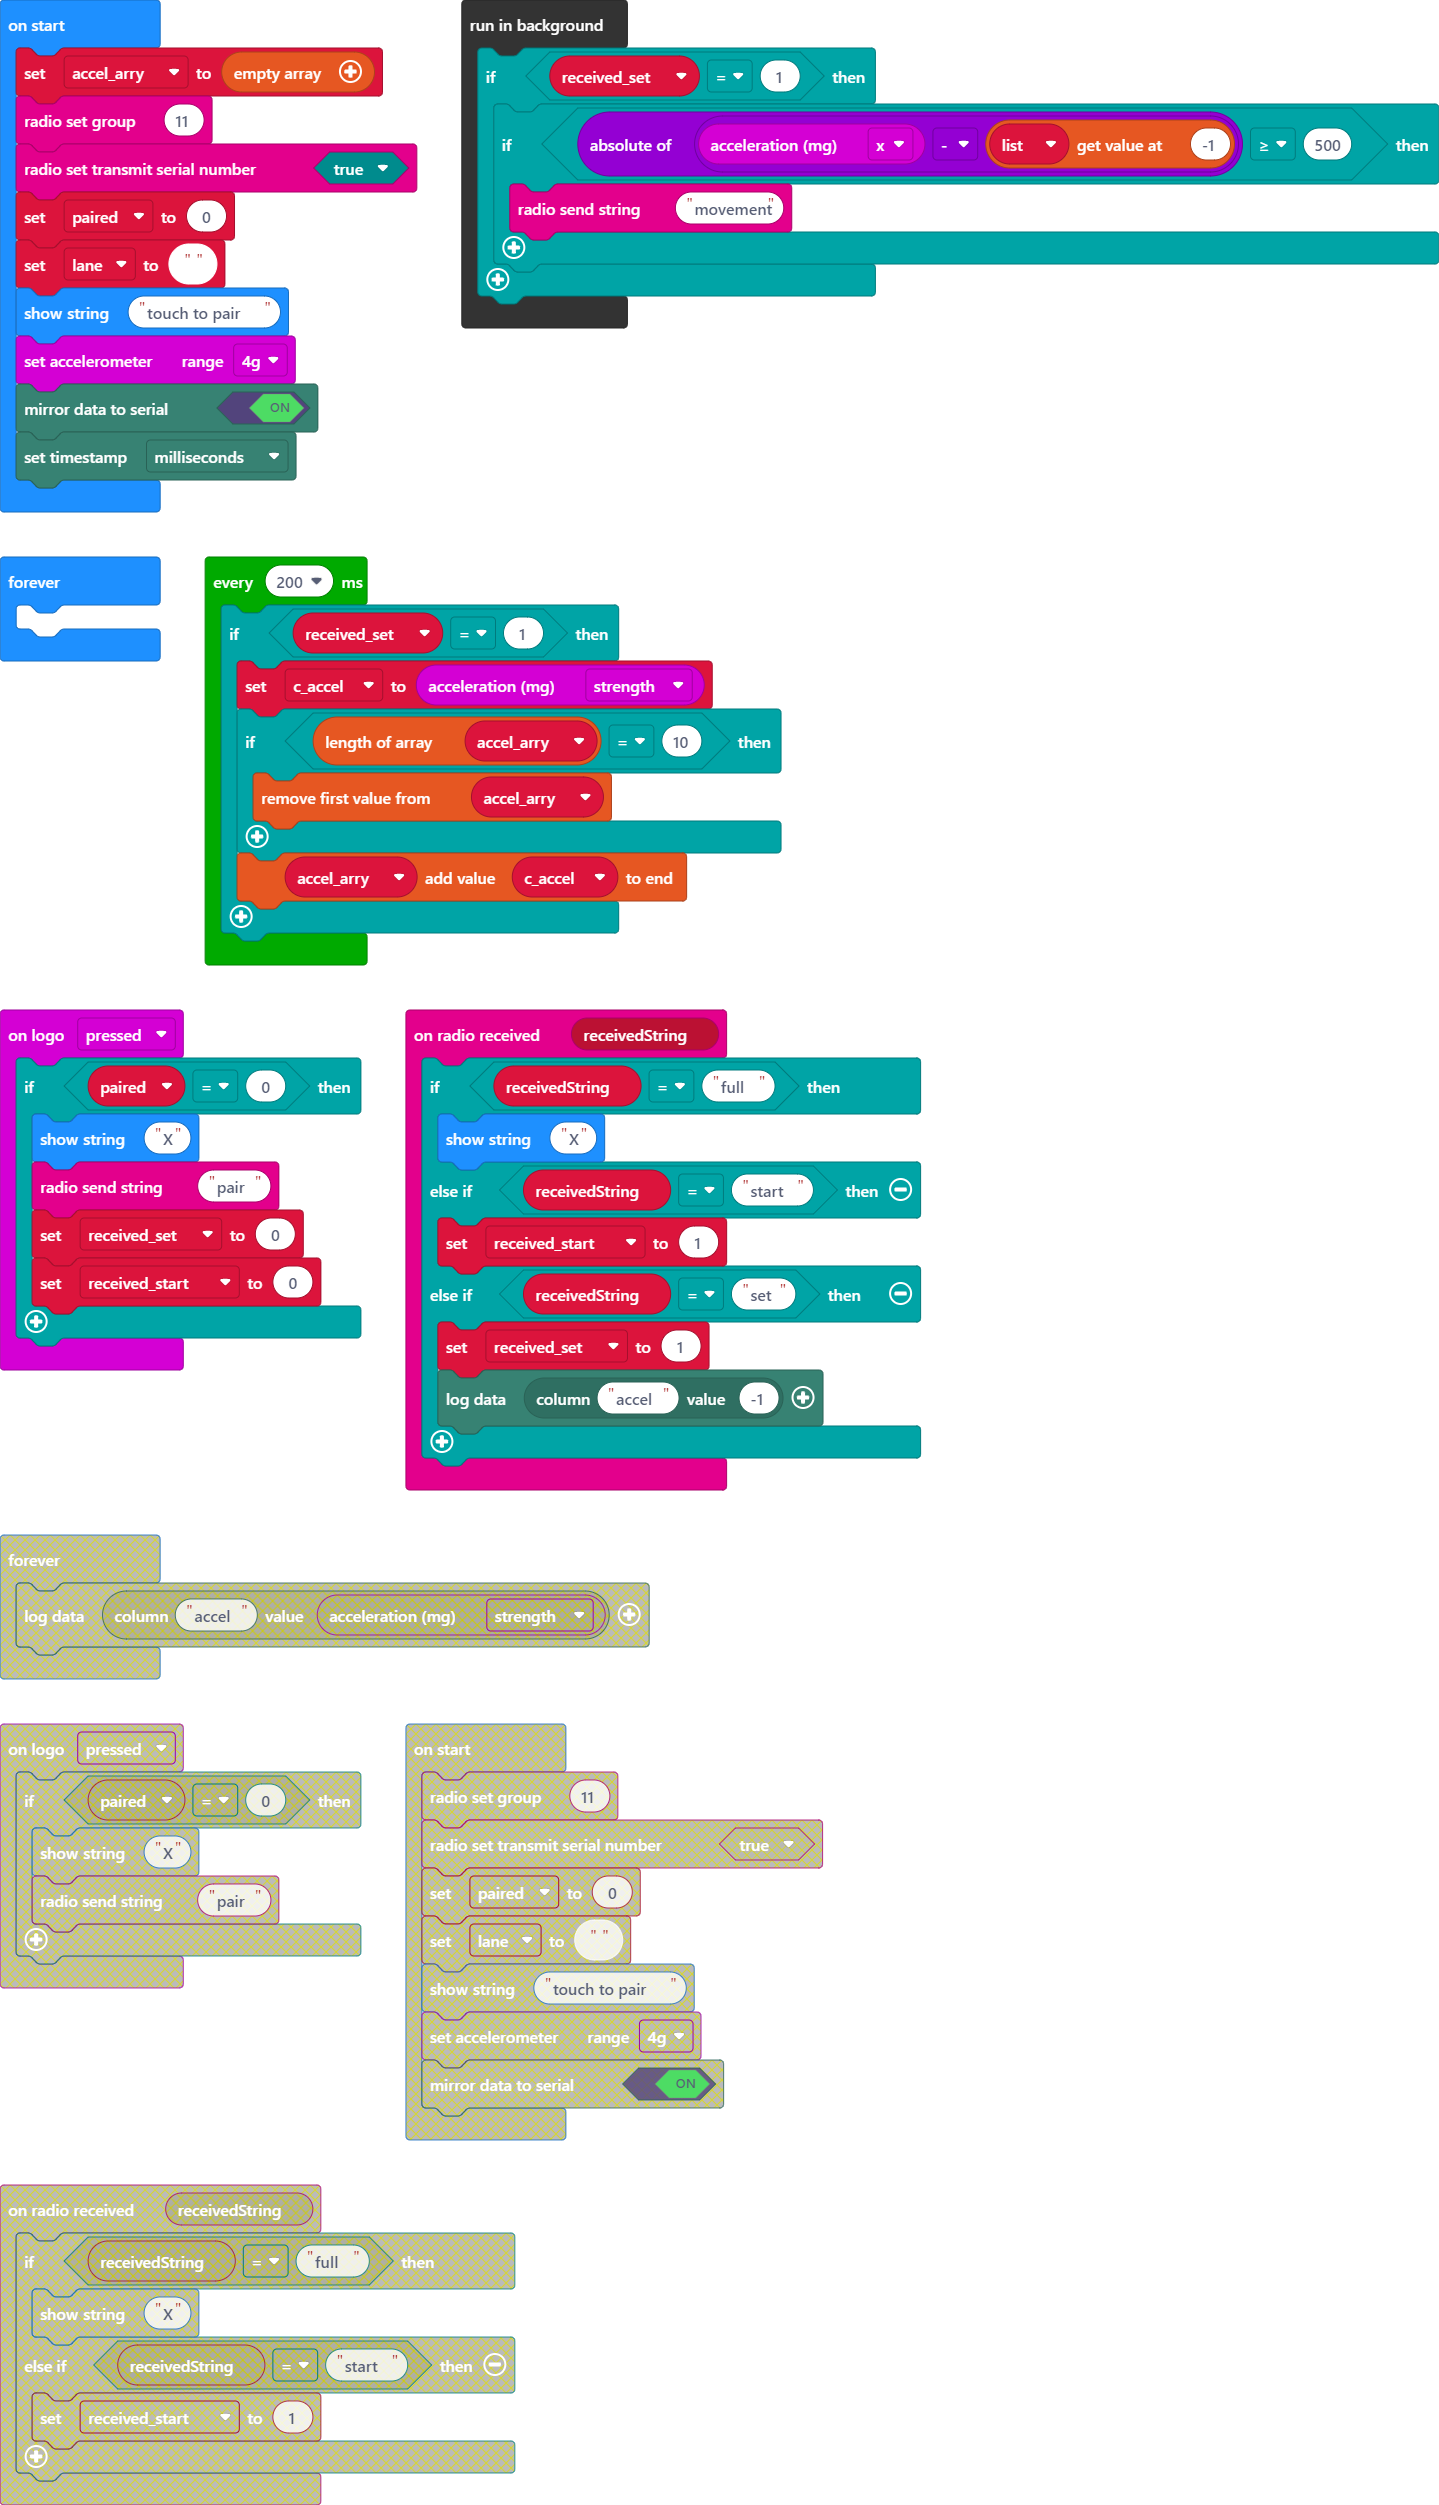 on start
set accel_arry to empty array
radio set group 11
radio set transmit serial number true
set paired to 0
set lane to " "
show string "touch to pair"
set accelerometer range 4g
mirror data to serial ON
set timestamp milliseconds
run in background
if received_set = 1 then
if absolute of acceleration (mg) x - list get value at -1 ≥ 500 then
radio send string "movement"
forever
every 200 ms
if received_set = 1 then
set c_accel to acceleration (mg) strength
if length of array accel_arry = 10 then
remove first value from accel_arry
accel_arry add value c_accel to end
on logo pressed
if paired = 0 then
show string "X"
radio send string "pair"
set received_set to 0
set received_start to 0
on radio received receivedString
if receivedString = "full" then
show string "X"
else if receivedString = "start" then
set received_start to 1
else if receivedString = "set" then
set received_set to 1
log data column "accel" value -1
forever
log data column "accel" value acceleration (mg) strength
on logo pressed
if paired = 0 then
show string "X"
radio send string "pair"
on start
radio set group 11
radio set transmit serial number true
set paired to 0
set lane to " "
show string "touch to pair"
set accelerometer range 4g
mirror data to serial ON
on radio received receivedString
if receivedString = "full" then
show string "X"
else if receivedString = "start" then
set received_start to 1